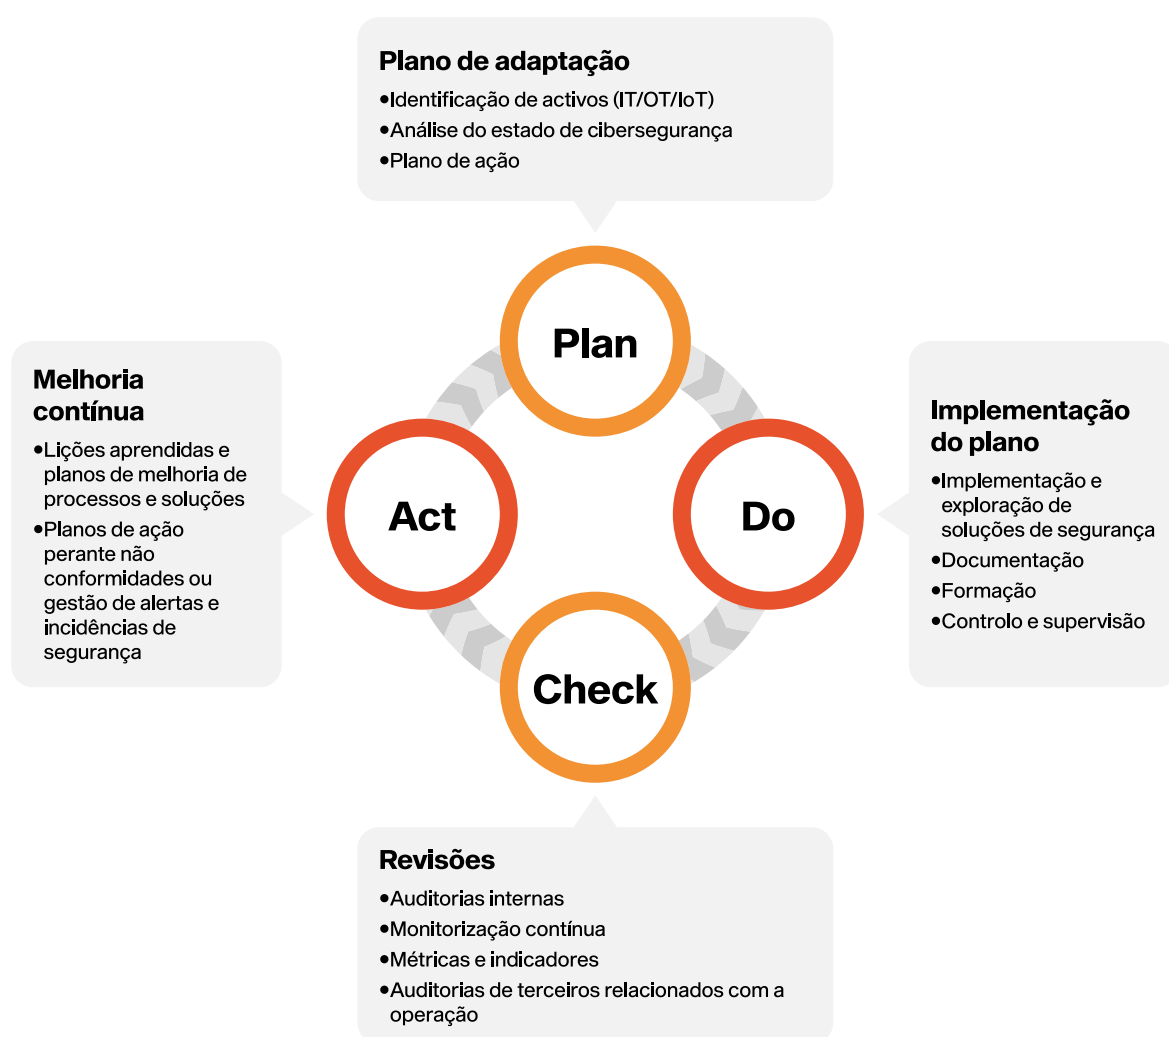 Plano de adaptação
•Identificação de activos (IT/OT/IoT)
•Análise do estado de cibersegurança
•Plano de ação
Plan
Melhoria
contínua
•Lições aprendidas e
planos de melhoria de
processos e soluções
•Planos de ação
perante não
conformidades ou
gestão de alertas e
incidências de
segurança
Act
Do
Implementação
do plano
•Implementação e
exploração de
soluções de segurança
•Documentação
•Formação
•Controlo e supervisão
Check
Revisões
•Auditorias internas
•Monitorização contínua
•Métricas e indicadores
•Auditorias de terceiros relacionados com a
operação